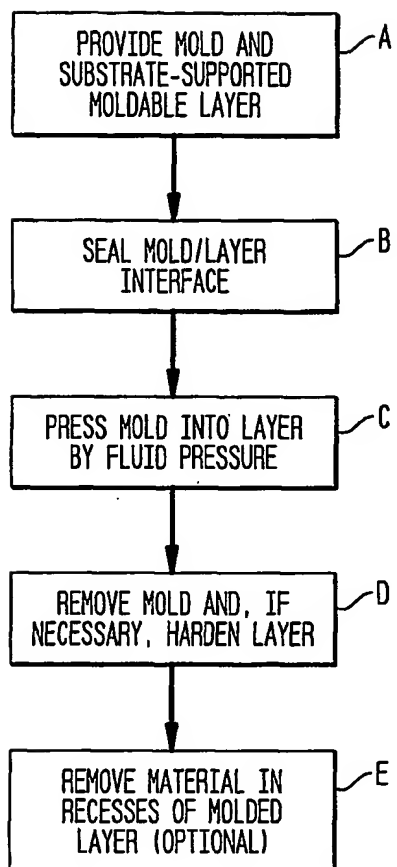 PROVIDE MOLD AND
SUBSTRATE-SUPPORTED
MOLDABLE LAYER
A
SEAL MOLD/LAYER
INTERFACE
B
PRESS MOLD INTO LAYER
BY FLUID PRESSURE
C
REMOVE MOLD AND, IF
NECESSARY, HARDEN LAYER
D
REMOVE MATERIAL IN
RECESSES OF MOLDED
LAYER (OPTIONAL)
E